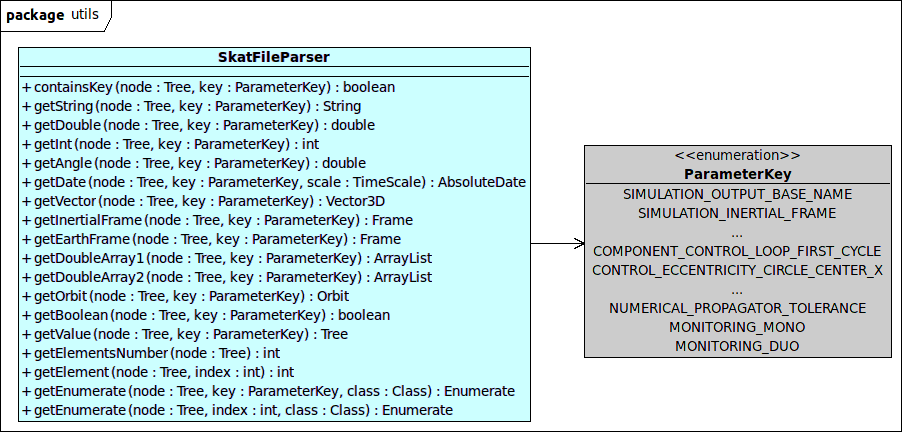 package utils
SkatFileParser
+ containsKey(node : Tree, key : ParameterKey) : boolean
+ getString(node : Tree, key : ParameterKey) : String
+ getDouble(node : Tree, key : ParameterKey) : double
+ getInt(node : Tree, key : ParameterKey) : int
+ getAngle(node : Tree, key : ParameterKey) : double
+ getDate(node : Tree, key : ParameterKey, scale : TimeScale) : AbsoluteDate
+ getVector(node : Tree, key : ParameterKey) : Vector3D
+ getInertialFrame(node : Tree, key : ParameterKey) : Frame
+ getEarthFrame(node : Tree, key : ParameterKey) : Frame
+ getDoubleArray1(node : Tree, key : ParameterKey) : ArrayList
+ getDoubleArray2(node : Tree, key : ParameterKey) : ArrayList
+ getOrbit(node : Tree, key : ParameterKey) : Orbit
+ getBoolean(node : Tree, key : ParameterKey) : boolean
+ getValue(node : Tree, key : ParameterKey) : Tree
+ getElementsNumber(node : Tree) : int
+ getElement(node : Tree, index : int) : int
+ getEnumerate(node : Tree, key : ParameterKey, class : Class) : Enumerate
+ getEnumerate(node : Tree, index : int, class : Class) : Enumerate
<<enumeration>>
ParameterKey
SIMULATION_OUTPUT_BASE_NAME
SIMULATION_INERTIAL_FRAME
...
COMPONENT_CONTROL_LOOP_FIRST_CYCLE
CONTROL_ECCENTRICITY_CIRCLE_CENTER_X
...
NUMERICAL_PROPAGATOR_TOLERANCE
MONITORING_MONO
MONITORING_DUO